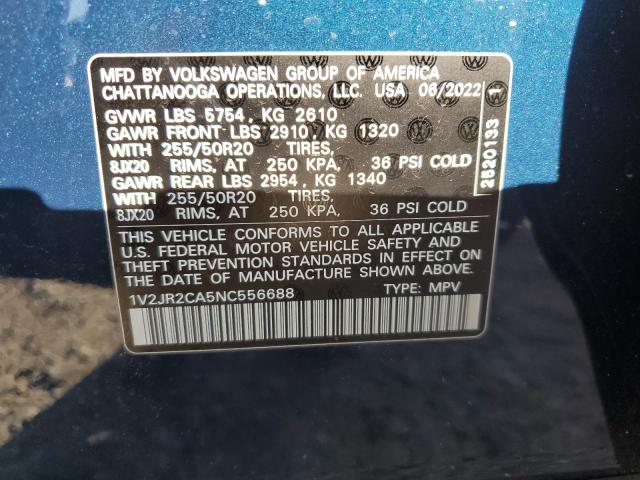 MFD BY VOLKSWAGEN GROUP OF AMERICA
CHATTANOOGA OPERATIONS, LLC. USA 06/2022
GVWR LBS 5754, KG 2610
GAWR FRONT LBS 2910, KG 1320
WITH 255/50R20 TIRES,
8JX20 RIMS, AT 250 KPA, 36 PSI COLD
GAWR REAR LBS 2954, KG 1340
WITH 255/50R20 TIRES,
8JX20 RIMS, AT 250 KPA, 36 PSI COLD
THIS VEHICLE CONFORMS TO ALL APPLICABLE
U.S. FEDERAL MOTOR VEHICLE SAFETY AND
THEFT PREVENTION STANDARDS IN EFFECT ON
THE DATE OF MANUFACTURE SHOWN ABOVE
1V2JR2CA5NC556688 TYPE: MPV
2520133 1